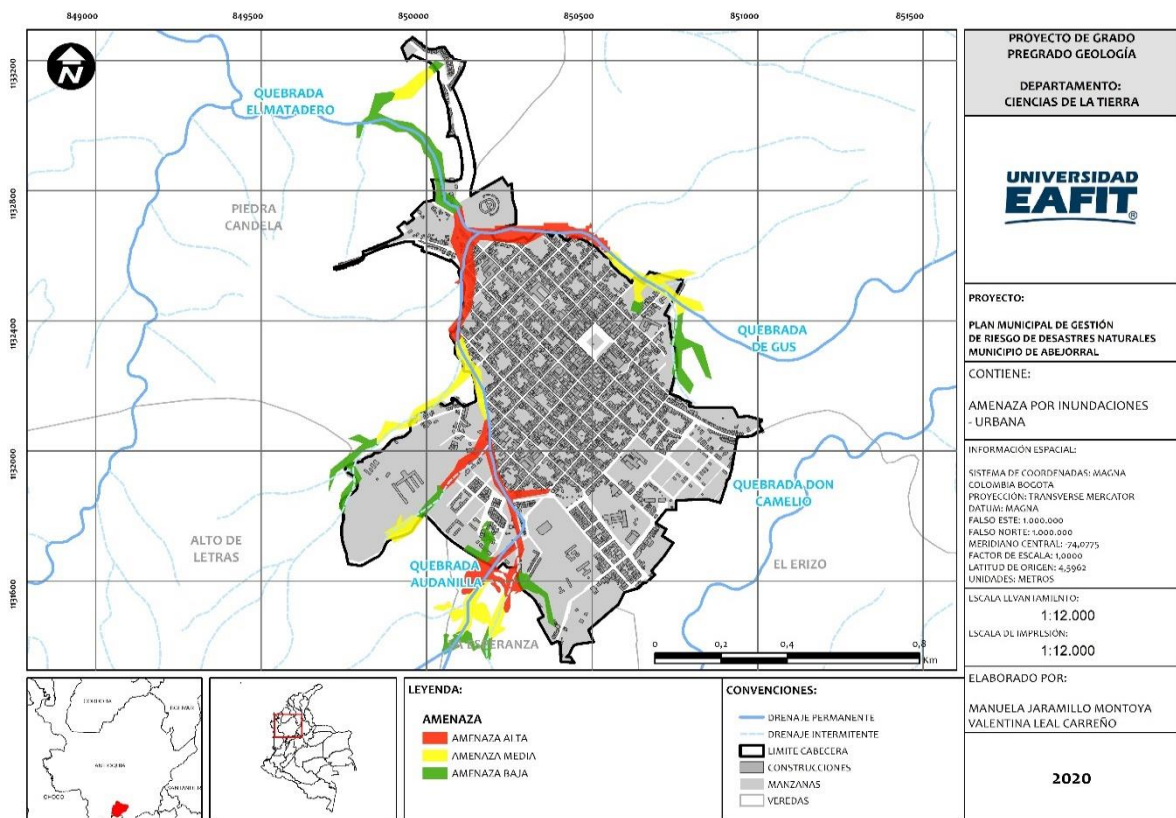 849000
849500
850000
850500
851000
851500
1133200
1132800
1132400
1132000
1131600
N
QUEBRADA
EL MATADERO
PIEDRA
CANDELA
QUEBRADA
DE GUS
QUEBRADA DON
CAMELIO
ALTO DE
LETRAS
QUEBRADA
AUDANILLA
EL ERIZO
ESPERANZA
0
0,2
0,4
0,8
Km
PROYECTO DE GRADO
PREGRADO GEOLOGÍA
DEPARTAMENTO:
CIENCIAS DE LA TIERRA
UNIVERSIDAD
EAFIT®
PROYECTO:
PLAN MUNICIPAL DE GESTIÓN
DE RIESGO DE DESASTRES NATURALES
MUNICIPIO DE ABEJORRAL
CONTIENE:
AMENAZA POR INUNDACIONES
- URBANA
INFORMACIÓN ESPACIAL:
SISTEMA DE COORDENADAS: MAGNA
COLOMBIA BOGOTA
PROYECCIÓN: TRANSVERSE MERCATOR
DATUM: MAGNA
FALSO ESTE: 1.000.000
FALSO NORTE: 1.000.000
MERIDIANO CENTRAL: -74,0775
FACTOR DE ESCALA: 1,0000
LATITUD DE ORIGEN: 4,5962
UNIDADES: METROS
ESCALA LEVANTAMIENTO:
1:12.000
ESCALA DE IMPRESIÓN:
1:12.000
ELABORADO POR:
MANUELA JARAMILLO MONTOYA
VALENTINA LEAL CARREÑO
2020
CHOCO
LEYENDA:
AMENAZA
AMENAZA ALTA
AMENAZA MEDIA
AMENAZA BAJA
CONVENCIONES:
DRENAJE PERMANENTE
DRENAJE INTERMITENTE
LIMITE CABECERA
CONSTRUCCIONES
MANZANAS
VEREDAS